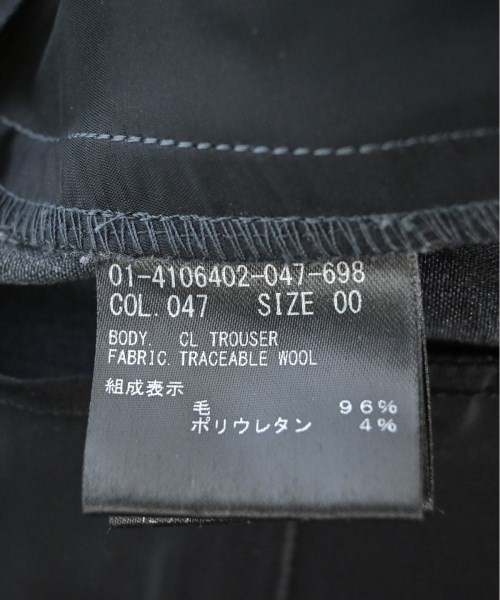 01-4106402-047-698
COL. 047 SIZE 00
BODY. CL TROUSER
FABRIC. TRACEABLE WOOL
組成表示
毛 96%
ポリウレタン 4%